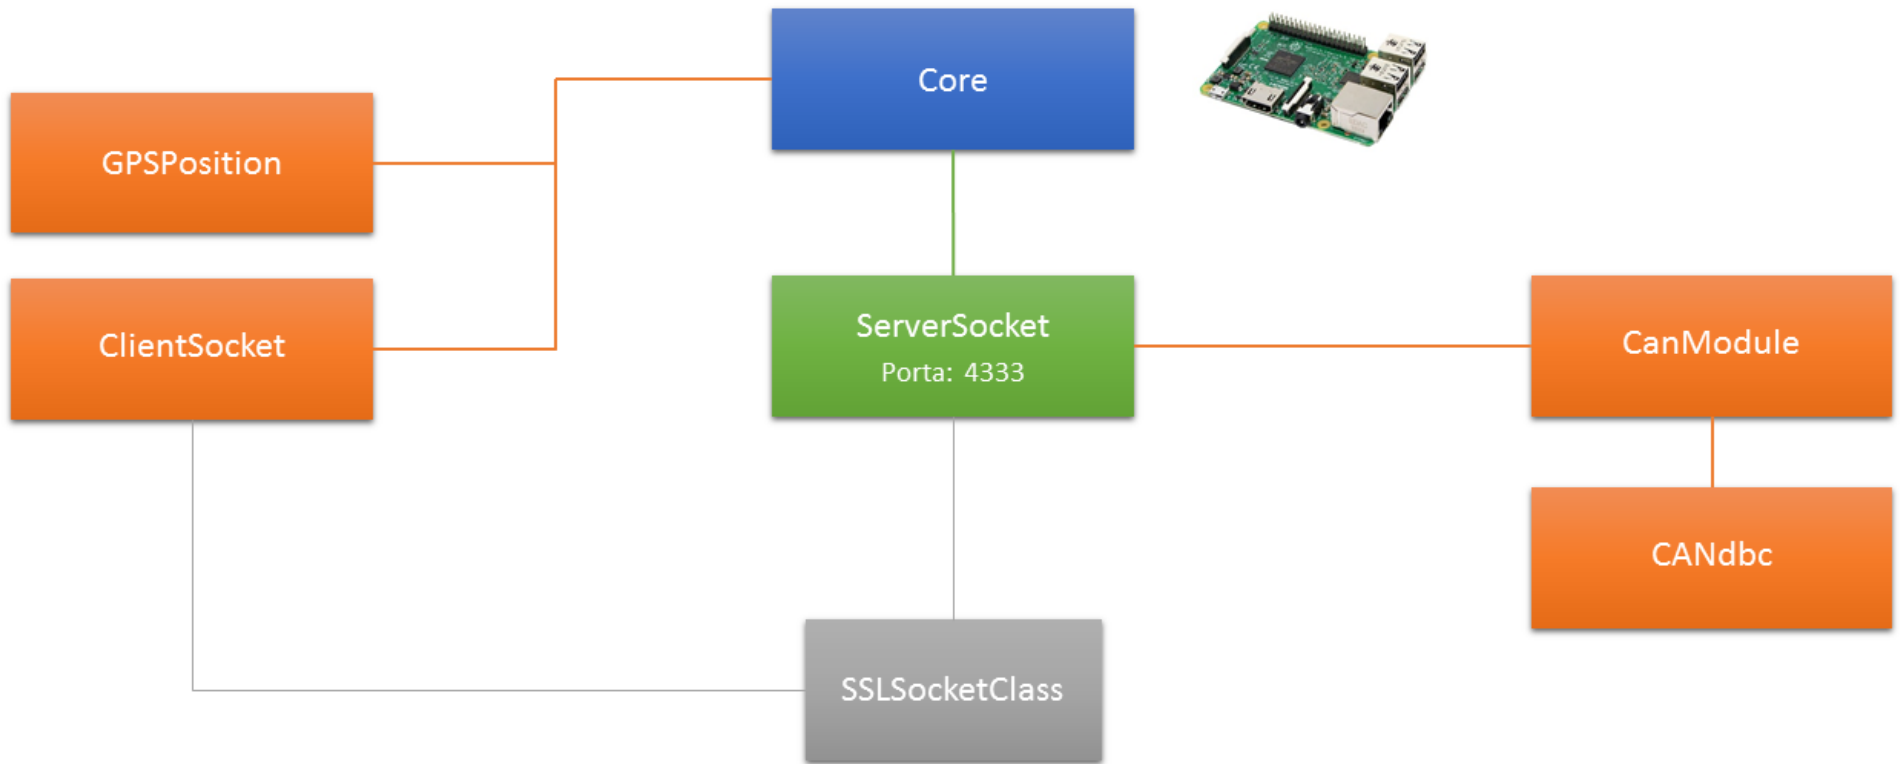 Core
GPSPosition
ClientSocket
ServerSocket
Porta: 4333
CanModule
CANdbc
SSLSocketClass